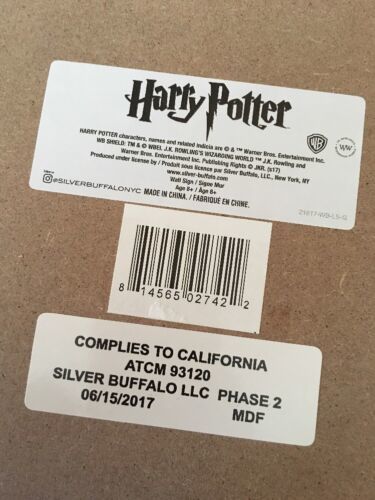 Harry Potter
HARRY POTTER characters, names and related indicia are © & ™ Warner Bros. Entertainment Inc.
WB SHIELD: TM & © WBEI. J.K. ROWLING'S WIZARDING WORLD ™ J.K. Rowling and
Warner Bros. Entertainment Inc. Publishing Rights © JKR. (s17)
Produced under license by / Produit sous licence par Silver Buffalo, LLC., New York, NY
www.silver-buffalo.com
Wall Sign / Signe Mur
Age 6+ / Âge 6+
MADE IN CHINA. / FABRIQUÉ EN CHINE.
@SILVERBUFFALONYC
WB
WW
8 14565 02742 2
COMPLIES TO CALIFORNIA
ATCM 93120
SILVER BUFFALO LLC PHASE 2
06/15/2017 MDF